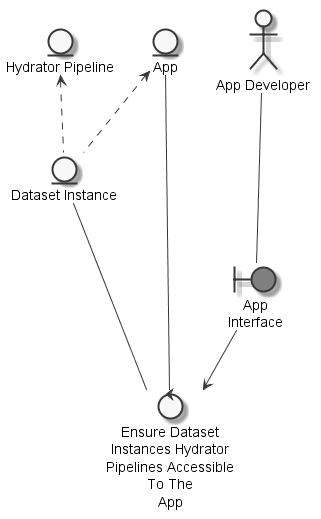 Hydrator Pipeline
App
App Developer
Dataset Instance
App
Interface
Ensure Dataset
Instances Hydrator
Pipelines Accessible
To The
App